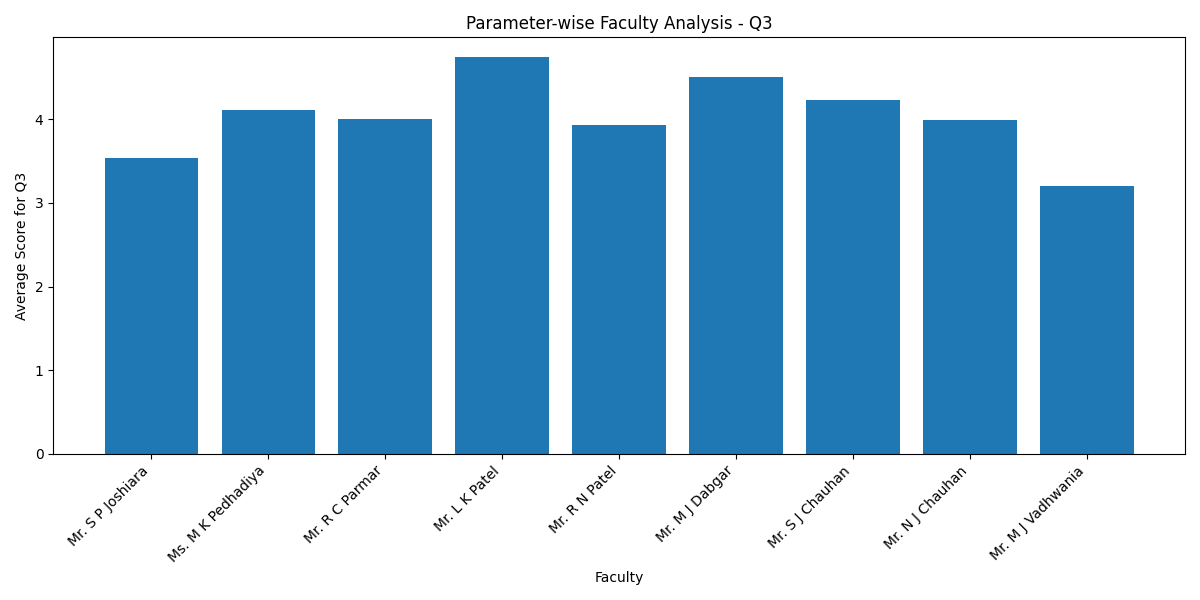 Parameter-wise Faculty Analysis - Q3
Average Score for Q3
4
3
2
1
0
Mr. S P Joshiara
Ms. M K Pedhadiya
Mr. R C Parmar
Mr. L K Patel
Mr. R N Patel
Mr. M J Dabgar
Mr. S J Chauhan
Mr. N J Chauhan
Mr. M J Vadhwania
Faculty